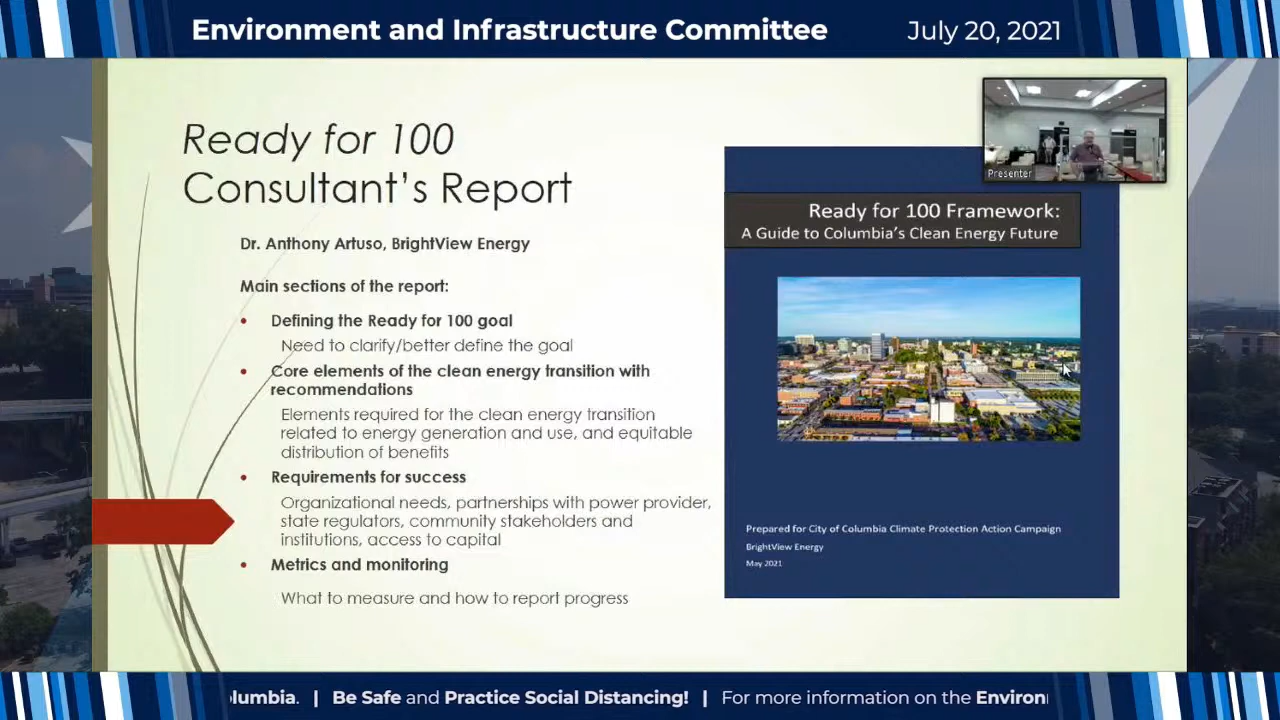 Environment and Infrastructure Committee
July 20, 2021
Ready for 100
Consultant's Report
Dr. Anthony Artuso, BrightView Energy
Main sections of the report:
• Defining the Ready for 100 goal
Need to clarify/better define the goal
• Core elements of the clean energy transition with
recommendations
Elements required for the clean energy transition
related to energy generation and use, and equitable
distribution of benefits
• Requirements for success
Organizational needs, partnerships with power provider,
state regulators, community stakeholders and
institutions, access to capital
• Metrics and monitoring
What to measure and how to report progress
Presenter
Ready for 100 Framework:
A Guide to Columbia's Clean Energy Future
Prepared for City of Columbia Climate Protection Action Campaign
BrightView Energy
May 2021
olumbia. | Be Safe and Practice Social Distancing! | For more information on the Environ